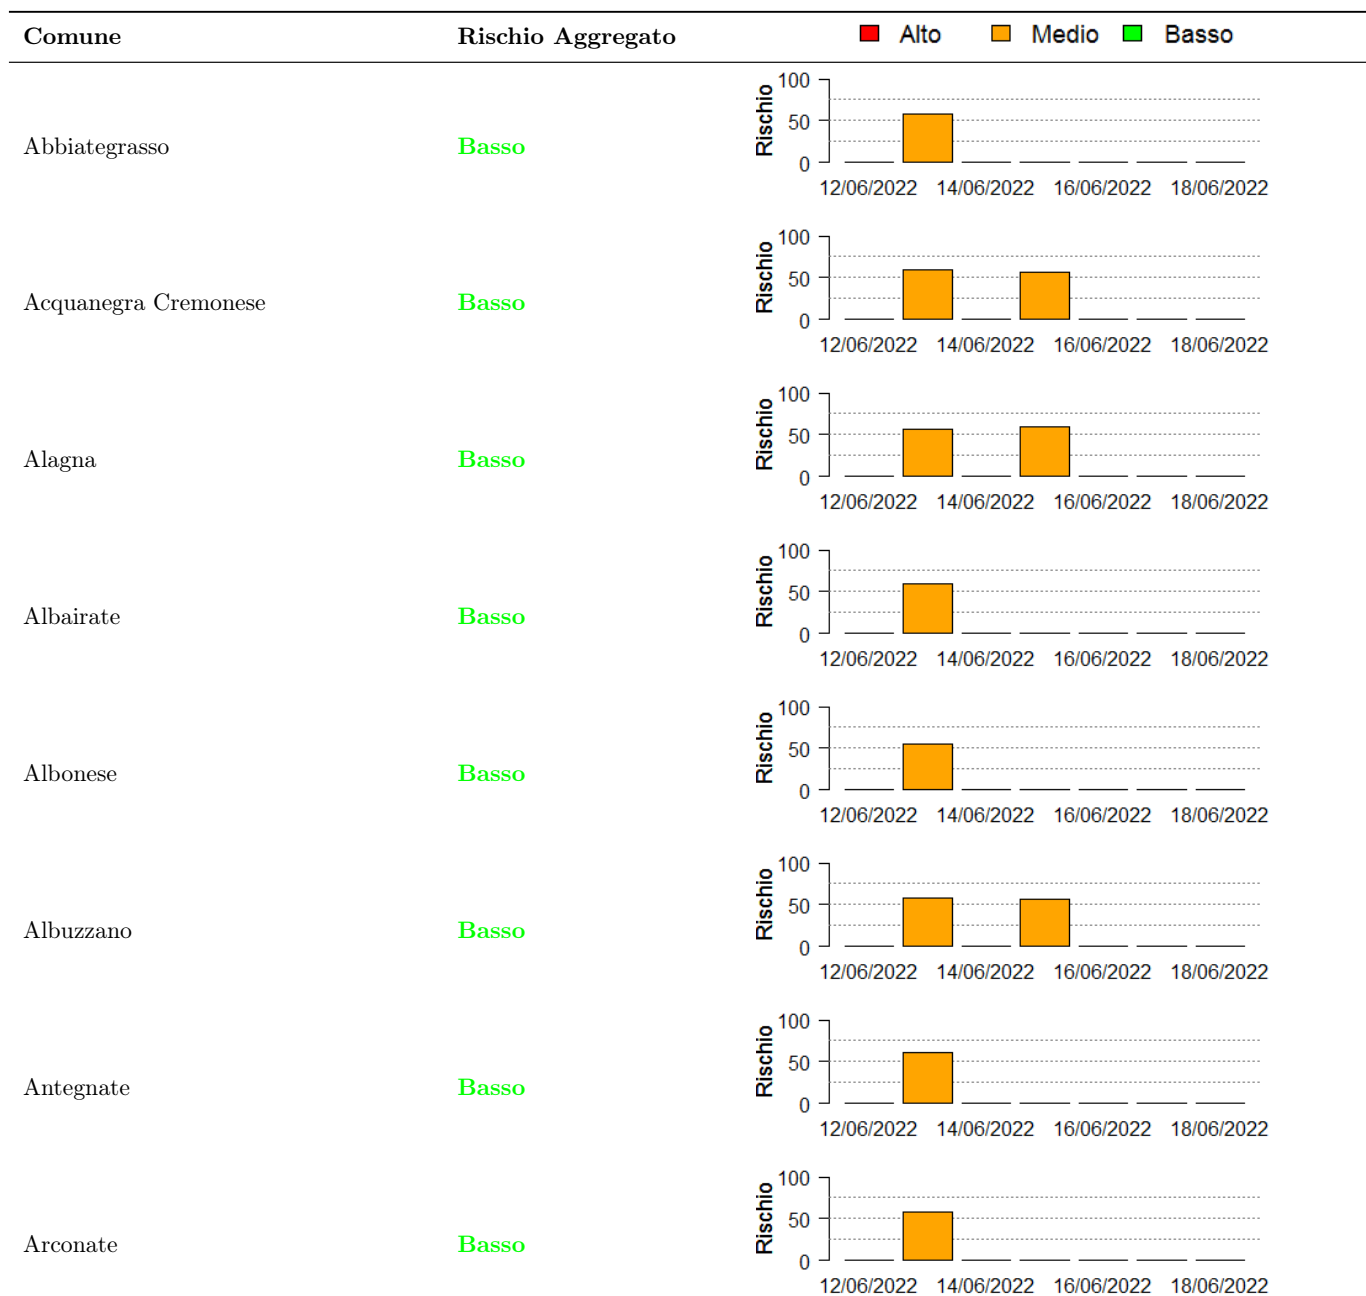 Comune Rischio Aggregato Alto Medio Basso
100
Rischio
50
Abbiategrasso Basso
0
12/06/2022 14/06/2022 16/06/2022 18/06/2022
100
Rischio
50
Acquanegra Cremonese Basso
0
12/06/2022 14/06/2022 16/06/2022 18/06/2022
100
Rischio
50
Alagna Basso
0
12/06/2022 14/06/2022 16/06/2022 18/06/2022
100
Rischio
50
Albairate Basso
0
12/06/2022 14/06/2022 16/06/2022 18/06/2022
100
Rischio
50
Albonese Basso
0
12/06/2022 14/06/2022 16/06/2022 18/06/2022
100
Rischio
50
Albuzzano Basso
0
12/06/2022 14/06/2022 16/06/2022 18/06/2022
100
Rischio
50
Antegnate Basso
0
12/06/2022 14/06/2022 16/06/2022 18/06/2022
100
Rischio
50
Arconate Basso
0
12/06/2022 14/06/2022 16/06/2022 18/06/2022